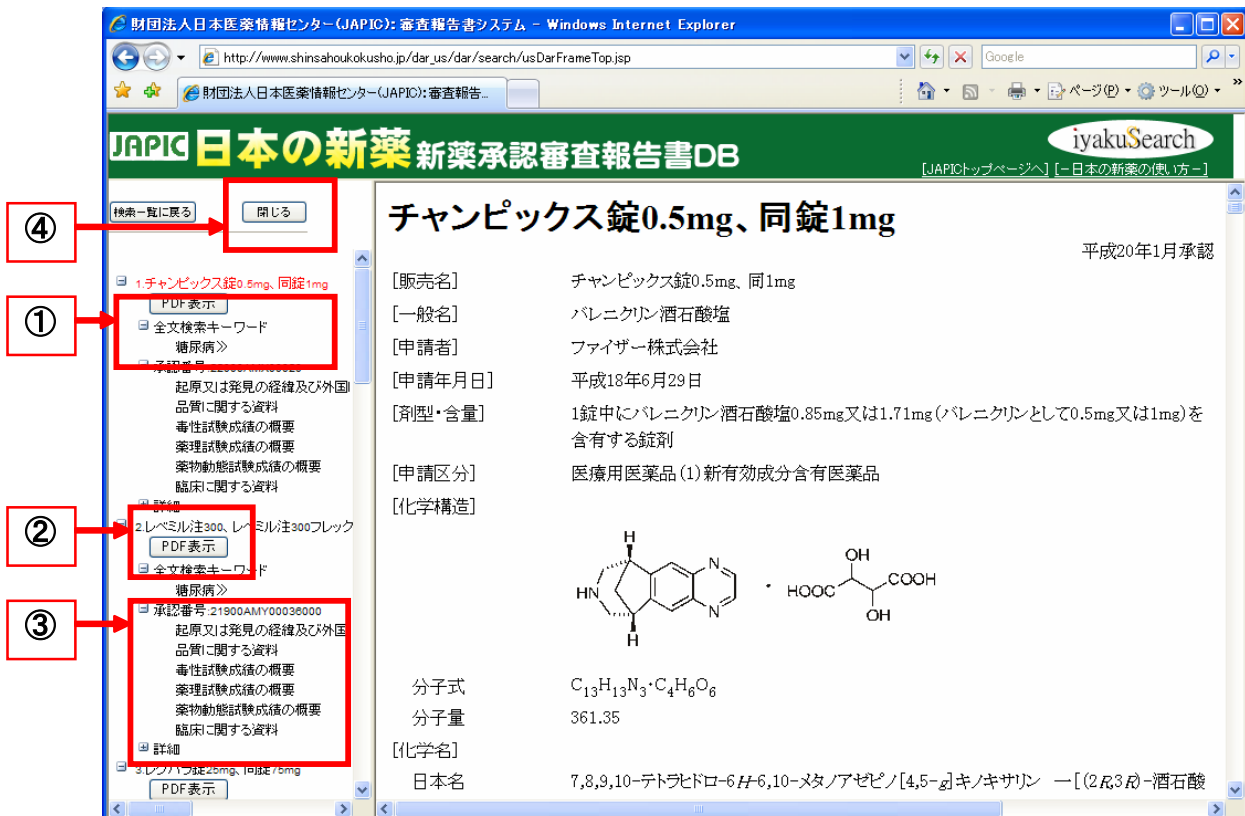 財団法人日本医薬情報センター(JAPIC): 審査報告書システム - Windows Internet Explorer
http://www.shinsahoukokusho.jp/dar_us/dar/search/usDarFrameTop.jsp
Google
財団法人日本医薬情報センター(JAPIC): 審査報告...
ページ(P)
ツール(O)
JAPIC 日本の新薬 新薬承認審査報告書DB
iyakuSearch
[JAPICトップページへ] [-日本の新薬の使い方-]
検索一覧に戻る
閉じる
④
1.チャンピックス錠0.5mg、同錠1mg
PDF表示
①
全文検索キーワード
糖尿病≫
起原又は発見の経緯及び外国
品質に関する資料
毒性試験成績の概要
薬理試験成績の概要
薬物動態試験成績の概要
臨床に関する資料
詳細
②
2.レベミル注300、レベミル注300フレック
PDF表示
全文検索キーワード
糖尿病≫
③
承認番号:21900AMY00036000
起原又は発見の経緯及び外国
品質に関する資料
毒性試験成績の概要
薬理試験成績の概要
薬物動態試験成績の概要
臨床に関する資料
詳細
3.レグパラ錠25mg、同錠75mg
PDF表示
チャンピックス錠0.5mg、同錠1mg
平成20年1月承認
[販売名] チャンピックス錠0.5mg、同1mg
[一般名] バレニクリン酒石酸塩
[申請者] ファイザー株式会社
[申請年月日] 平成18年6月29日
[剤型・含量] 1錠中にバレニクリン酒石酸塩0.85mg又は1.71mg(バレニクリンとして0.5mg又は1mg)を
含有する錠剤
[申請区分] 医療用医薬品(1)新有効成分含有医薬品
[化学構造]
H
N
HN
N
H
・
OH
HOOC
COOH
OH
分子式 C13H13N3・C4H6O6
分子量 361.35
[化学名]
日本名 7,8,9,10-テトラヒドロ-6H-6,10-メタノアゼピノ[4,5-g]キノキサリン 一[(2R,3R)-酒石酸